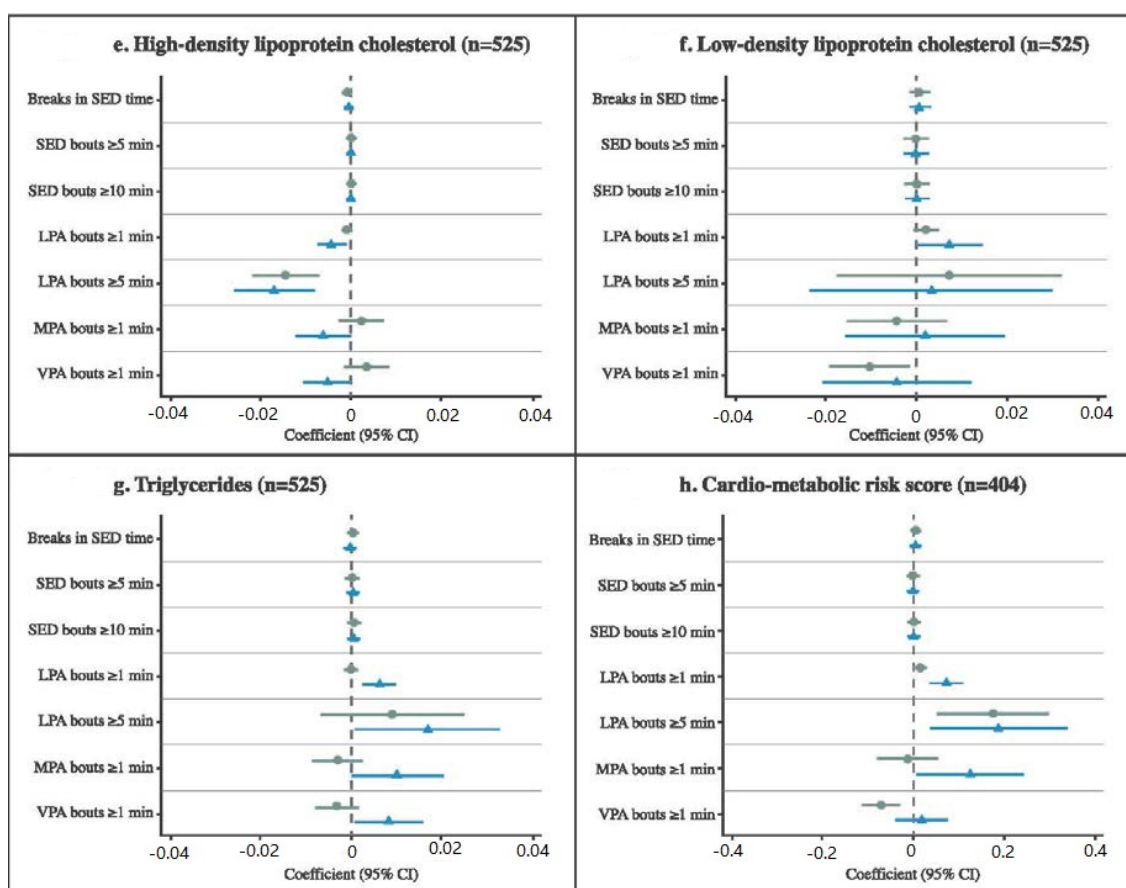 e. High-density lipoprotein cholesterol (n=525)
Breaks in SED time
SED bouts ≥5 min
SED bouts ≥10 min
LPA bouts ≥1 min
LPA bouts ≥5 min
MPA bouts ≥1 min
VPA bouts ≥1 min
-0.04 -0.02 0 0.02 0.04
Coefficient (95% CI)
f. Low-density lipoprotein cholesterol (n=525)
Breaks in SED time
SED bouts ≥5 min
SED bouts ≥10 min
LPA bouts ≥1 min
LPA bouts ≥5 min
MPA bouts ≥1 min
VPA bouts ≥1 min
-0.04 -0.02 0 0.02 0.04
Coefficient (95% CI)
g. Triglycerides (n=525)
Breaks in SED time
SED bouts ≥5 min
SED bouts ≥10 min
LPA bouts ≥1 min
LPA bouts ≥5 min
MPA bouts ≥1 min
VPA bouts ≥1 min
-0.04 -0.02 0 0.02 0.04
Coefficient (95% CI)
h. Cardio-metabolic risk score (n=404)
Breaks in SED time
SED bouts ≥5 min
SED bouts ≥10 min
LPA bouts ≥1 min
LPA bouts ≥5 min
MPA bouts ≥1 min
VPA bouts ≥1 min
-0.4 -0.2 0 0.2 0.4
Coefficient (95% CI)